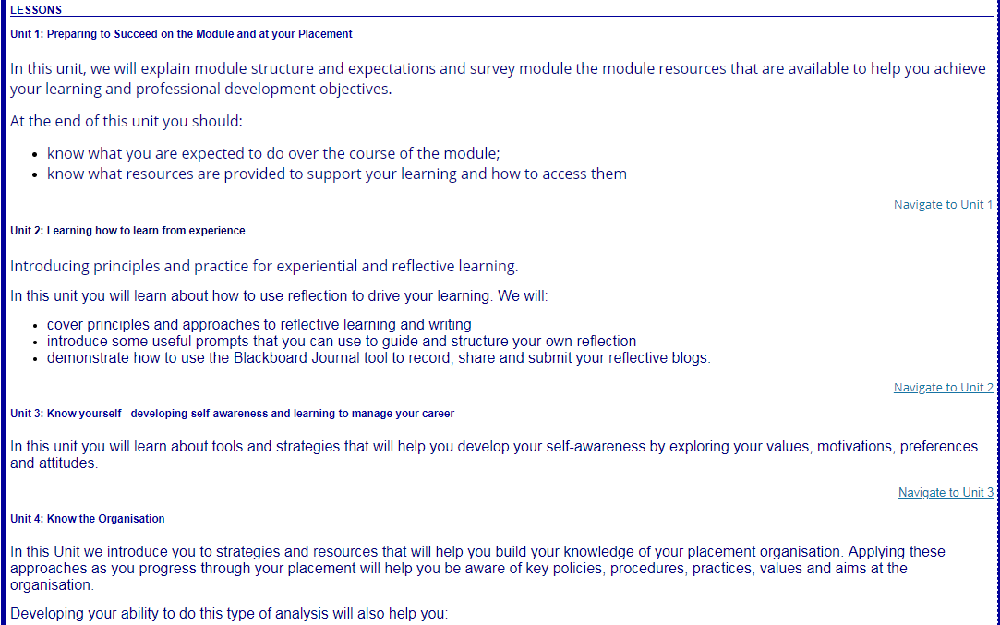 LESSONS
Unit 1: Preparing to Succeed on the Module and at your Placement
In this unit, we will explain module structure and expectations and survey module the module resources that are available to help you achieve
your learning and professional development objectives.
At the end of this unit you should:
• know what you are expected to do over the course of the module;
• know what resources are provided to support your learning and how to access them
Navigate to Unit 1
Unit 2: Learning how to learn from experience
Introducing principles and practice for experiential and reflective learning.
In this unit you will learn about how to use reflection to drive your learning. We will:
• cover principles and approaches to reflective learning and writing
• introduce some useful prompts that you can use to guide and structure your own reflection
• demonstrate how to use the Blackboard Journal tool to record, share and submit your reflective blogs.
Navigate to Unit 2
Unit 3: Know yourself - developing self-awareness and learning to manage your career
In this unit you will learn about tools and strategies that will help you develop your self-awareness by exploring your values, motivations, preferences
and attitudes.
Navigate to Unit 3
Unit 4: Know the Organisation
In this Unit we introduce you to strategies and resources that will help you build your knowledge of your placement organisation. Applying these
approaches as you progress through your placement will help you be aware of key policies, procedures, practices, values and aims at the
organisation.
Developing your ability to do this type of analysis will also help you: